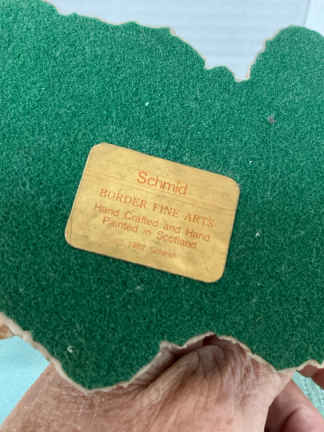 Schmid
BORDER FINE ARTS
Hand Crafted and Hand
Painted in Scotland